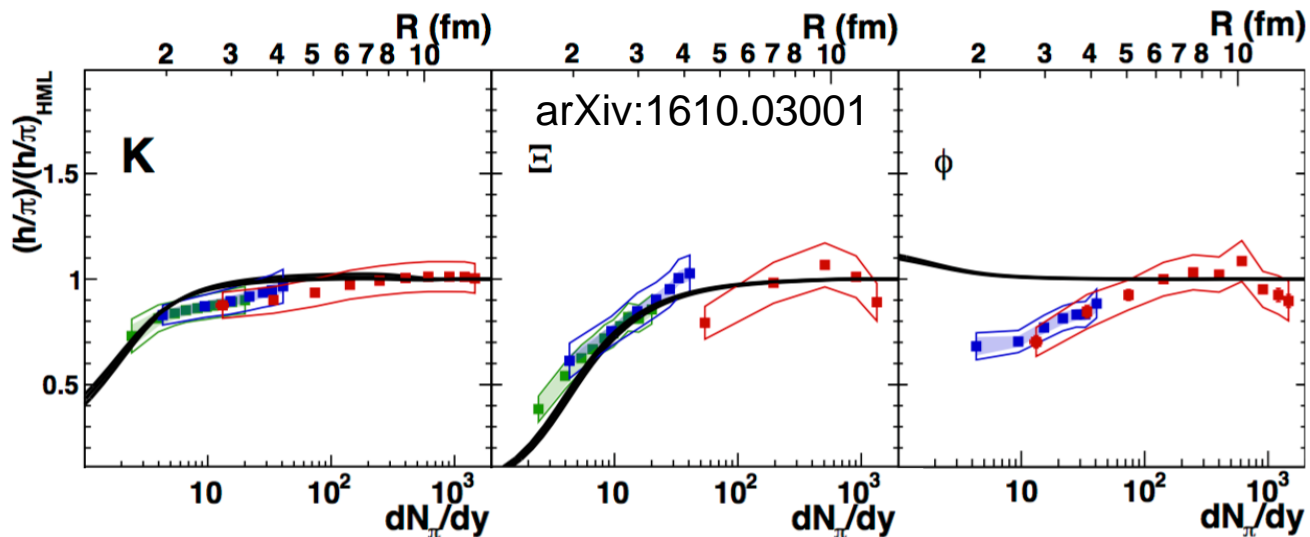 R (fm) R (fm) R (fm)
2 3 4 5 6 7 8 10 2 3 4 5 6 7 8 10 2 3 4 5 6 7 8 10
(h/π)/(h/π)HML
arXiv:1610.03001
K Ξ ϕ
1.5
1
0.5
10 10² 10³ 10 10² 10³ 10 10² 10³
dNπ/dy dNπ/dy dNπ/dy